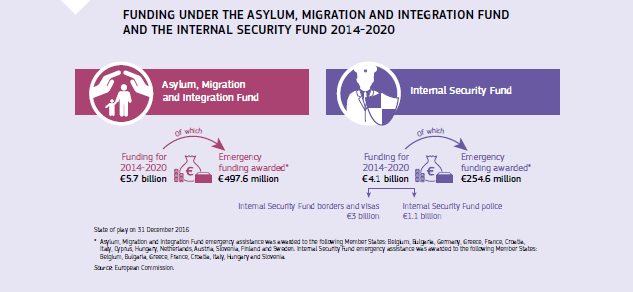 FUNDING UNDER THE ASYLUM, MIGRATION AND INTEGRATION FUND
AND THE INTERNAL SECURITY FUND 2014-2020
Asylum, Migration
and Integration Fund
of which
Funding for
2014-2020
€5.7 billion
€
Emergency
funding awarded*
€497.6 million
Internal Security Fund
of which
Funding for
2014-2020
€4.1 billion
€
Emergency
funding awarded*
€254.6 million
Internal Security Fund borders and visas
€3 billion
Internal Security Fund police
€1.1 billion
State of play on 31 December 2016
* Asylum, Migration and Integration Fund emergency assistance was awarded to the following Member States: Belgium, Bulgaria, Germany, Greece, France, Croatia,
Italy, Cyprus, Hungary, Netherlands, Austria, Slovenia, Finland and Sweden. Internal Security Fund emergency assistance was awarded to the following Member States:
Belgium, Bulgaria, Greece, France, Croatia, Italy, Hungary and Slovenia.
Source: European Commission.